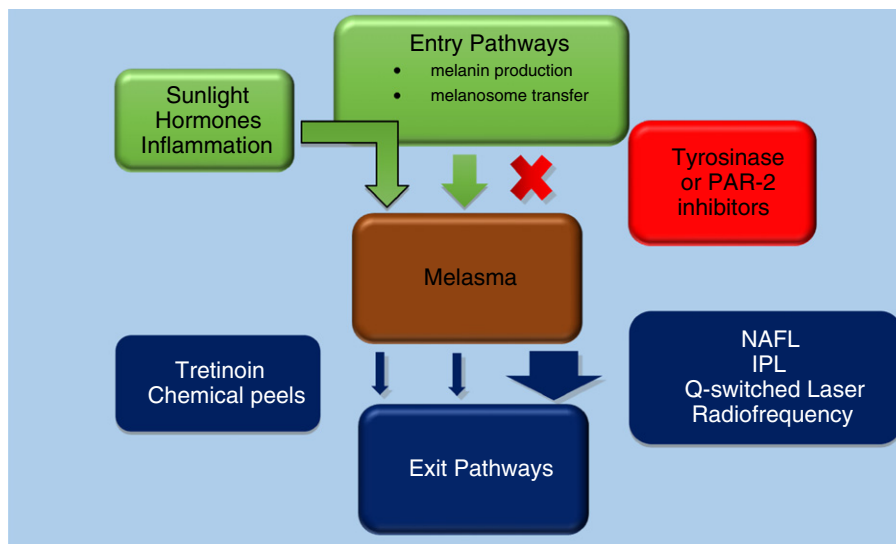 Entry Pathways
• melanin production
• melanosome transfer
Sunlight
Hormones
Inflammation
Tyrosinase
or PAR-2
inhibitors
Melasma
Tretinoin
Chemical peels
NAFL
IPL
Q-switched Laser
Radiofrequency
Exit Pathways